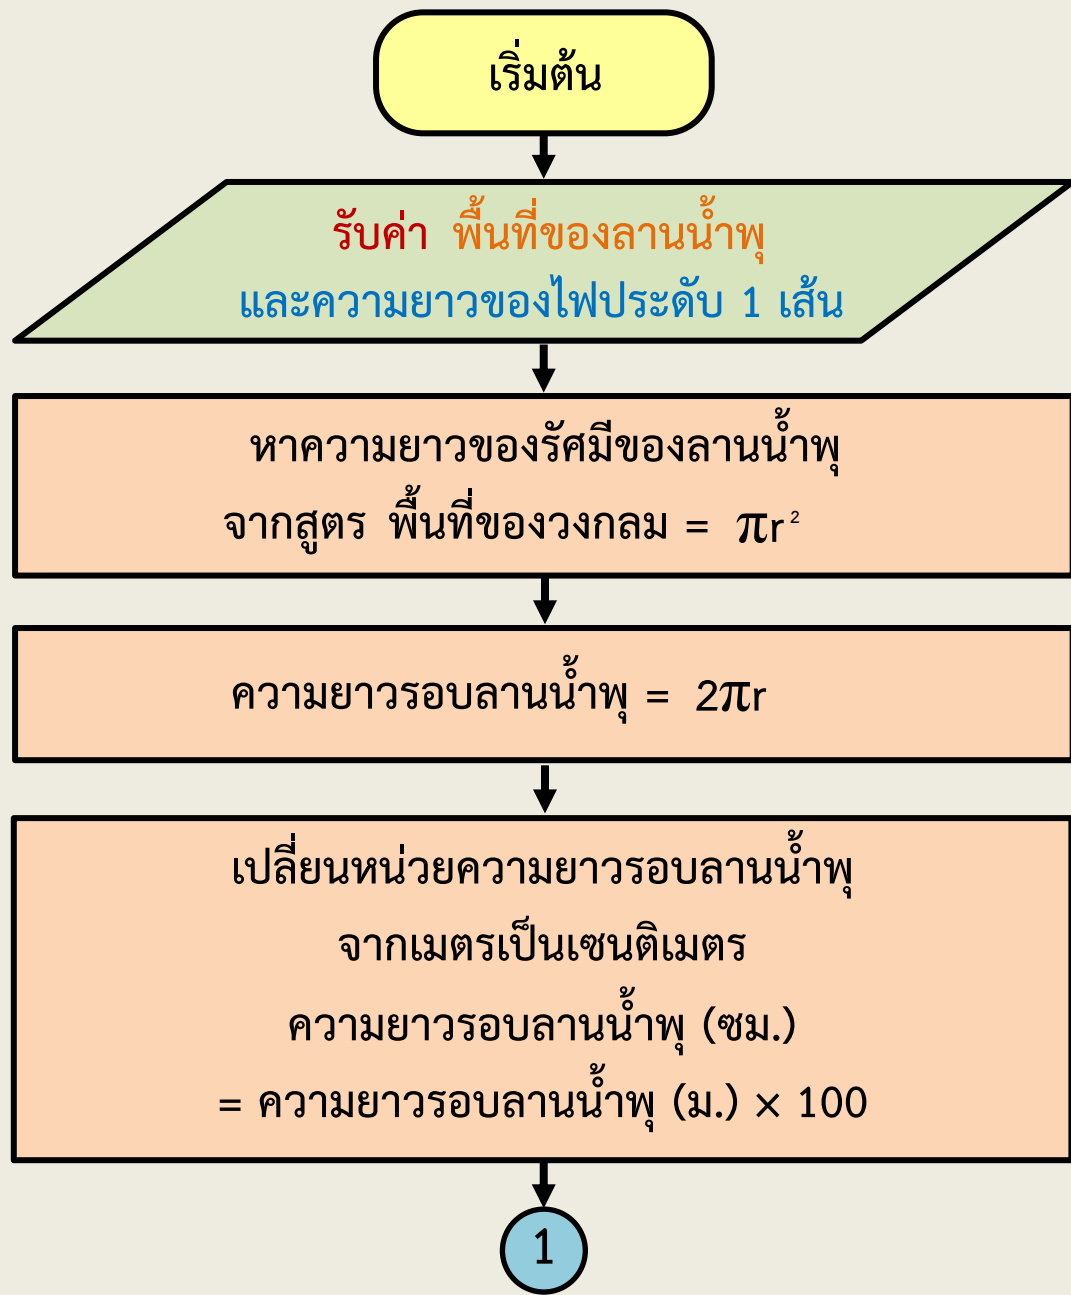 เริ่มต้น
รับค่า พื้นที่ของลานน้ำพุ
และความยาวของไฟประดับ 1 เส้น
หาความยาวของรัศมีของลานน้ำพุ
จากสูตร พื้นที่ของวงกลม = πr²
ความยาวรอบลานน้ำพุ = 2πr
เปลี่ยนหน่วยความยาวรอบลานน้ำพุ
จากเมตรเป็นเซนติเมตร
ความยาวรอบลานน้ำพุ (ซม.)
= ความยาวรอบลานน้ำพุ (ม.) × 100
1